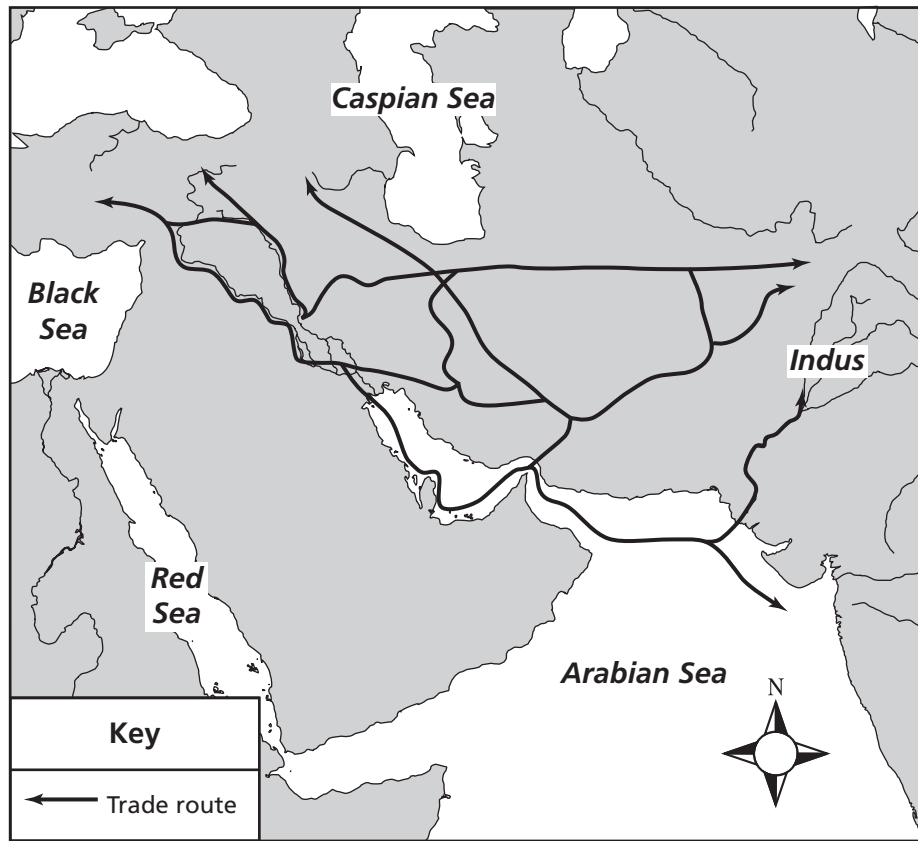 Caspian Sea
Black
Sea
Indus
Red
Sea
Arabian Sea
N
Key
Trade route